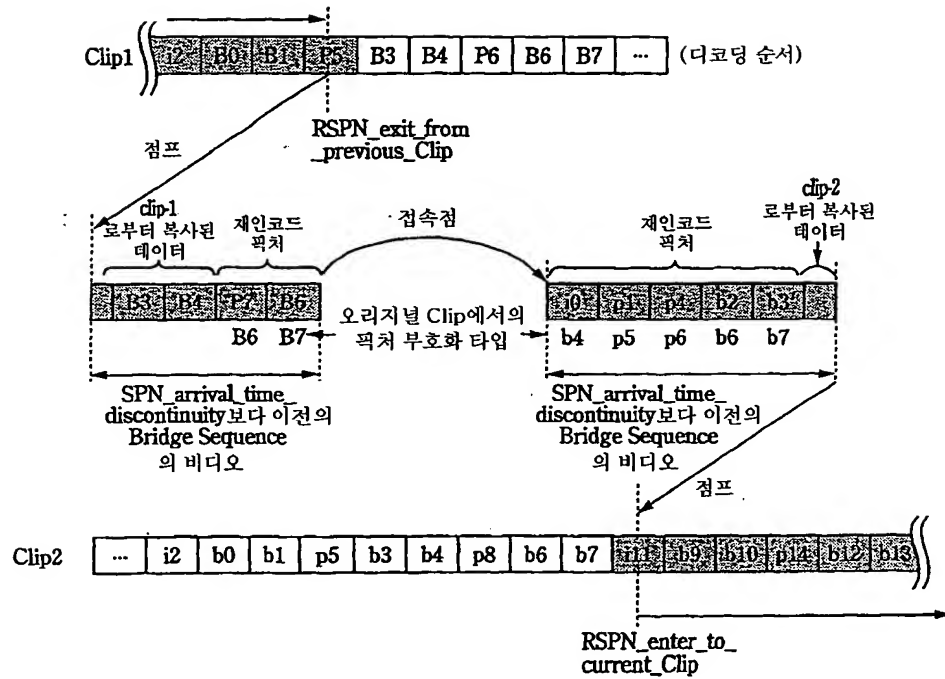 Clip1 i2 B0 B1 P5 B3 B4 P6 B6 B7 ... (디코딩 순서)
RSPN_exit_from
_previous_Clip
점프
clip-1
로부터 복사된
데이터
재인코드
픽처
접속점
재인코드
픽처
clip-2
로부터 복사된
데이터
B3 B4 P7 B6
i0 p1 p4 b2 b3
B6 B7
오리지널 Clip에서의
픽처 부호화 타입
b4 p5 p6 b6 b7
SPN_arrival_time_
discontinuity보다 이전의
Bridge Sequence
의 비디오
SPN_arrival_time_
discontinuity보다 이전의
Bridge Sequence
의 비디오
점프
Clip2 ... i2 b0 b1 p5 b3 b4 p8 b6 b7 i11 b9 b10 p14 b12 b13
RSPN_enter_to_
current_Clip